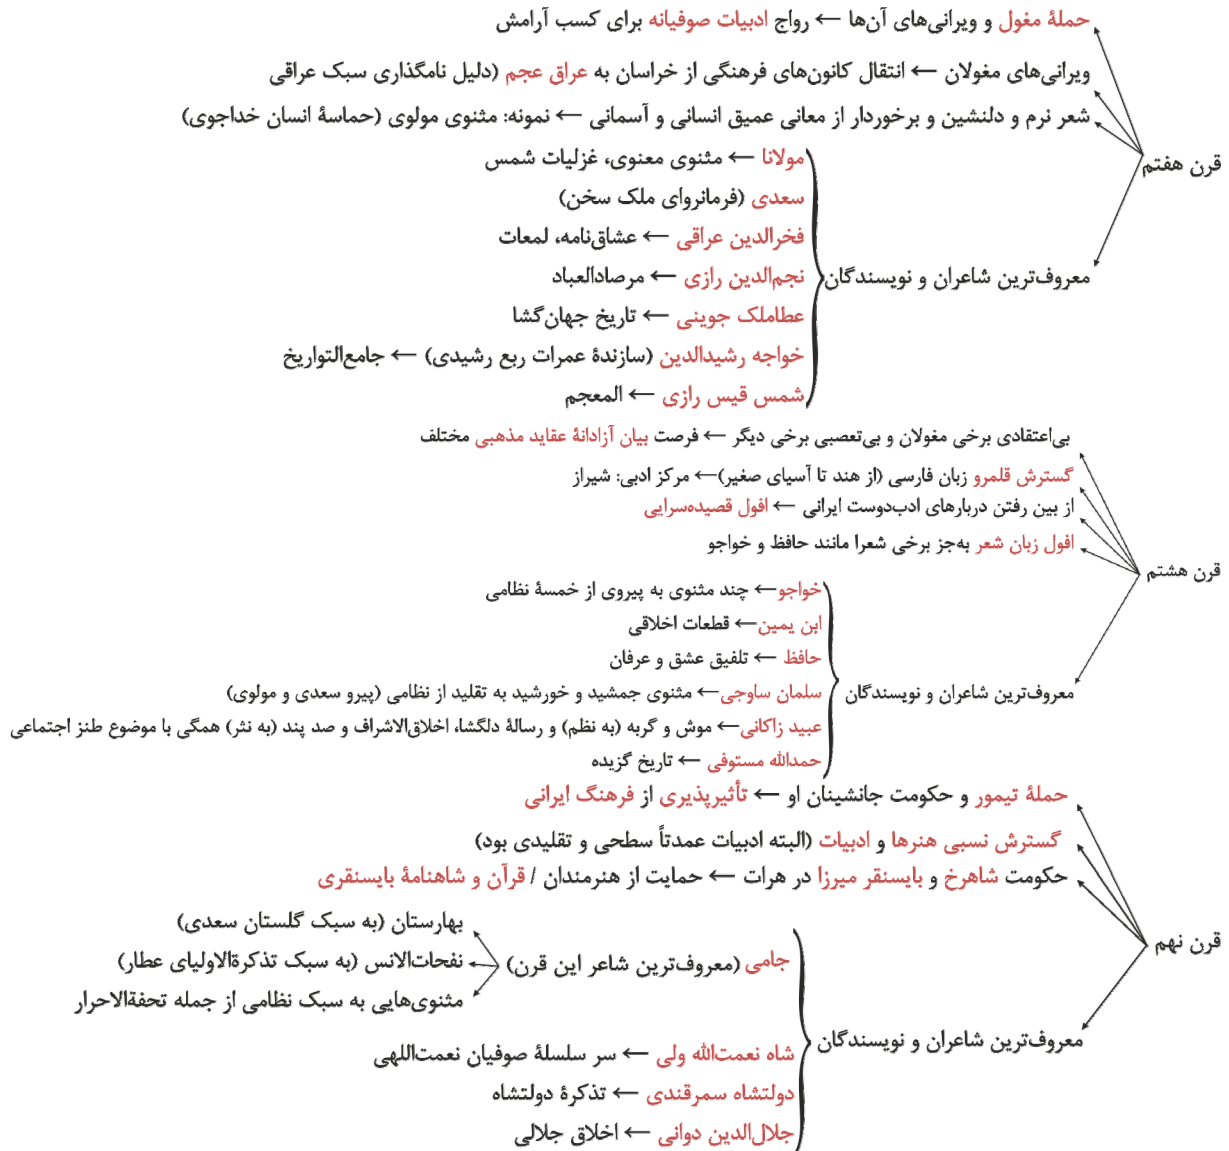 قرن هفتم
حملهٔ مغول و ویرانی‌های آن‌ها ← رواج ادبیات صوفیانه برای کسب آرامش
ویرانی‌های مغولان ← انتقال کانون‌های فرهنگی از خراسان به عراق عجم (دلیل نامگذاری سبک عراقی
شعر نرم و دلنشین و برخوردار از معانی عمیق انسانی و آسمانی ← نمونه: مثنوی مولوی (حماسهٔ انسان خداجوی)
معروف‌ترین شاعران و نویسندگان
مولانا ← مثنوی معنوی، غزلیات شمس
سعدی (فرمانروای ملک سخن)
فخرالدین عراقی ← عشاق‌نامه، لمعات
نجم‌الدین رازی ← مرصادالعباد
عطاملک جوینی ← تاریخ جهان‌گشا
خواجه رشیدالدین (سازندهٔ عمرات ربع رشیدی) ← جامع‌التواریخ
شمس قیس رازی ← المعجم
قرن هشتم
بی‌اعتقادی برخی مغولان و بی‌تعصبی برخی دیگر ← فرصت بیان آزادانهٔ عقاید مذهبی مختلف
گسترش قلمرو زبان فارسی (از هند تا آسیای صغیر)← مرکز ادبی: شیراز
از بین رفتن دربارهای ادب‌دوست ایرانی ← افول قصیده‌سرایی
افول زبان شعر به‌جز برخی شعرا مانند حافظ و خواجو
معروف‌ترین شاعران و نویسندگان
خواجو← چند مثنوی به پیروی از خمسهٔ نظامی
ابن یمین← قطعات اخلاقی
حافظ ← تلفیق عشق و عرفان
سلمان ساوجی← مثنوی جمشید و خورشید به تقلید از نظامی (پیرو سعدی و مولوی)
عبید زاکانی← موش و گربه (به نظم) و رسالهٔ دلگشا، اخلاق‌الاشراف و صد پند (به نثر) همگی با موضوع طنز اجتماعی
حمدالله مستوفی ← تاریخ گزیده
قرن نهم
حملهٔ تیمور و حکومت جانشینان او ← تأثیرپذیری از فرهنگ ایرانی
گسترش نسبی هنرها و ادبیات (البته ادبیات عمدتاً سطحی و تقلیدی بود)
حکومت شاهرخ و بایسنقر میرزا در هرات ← حمایت از هنرمندان / قرآن و شاهنامهٔ بایسنقری
معروف‌ترین شاعران و نویسندگان
جامی (معروف‌ترین شاعر این قرن)
بهارستان (به سبک گلستان سعدی)
نفحات‌الانس (به سبک تذکرةالاولیای عطار)
مثنوی‌هایی به سبک نظامی از جمله تحفةالاحرار
شاه نعمت‌الله ولی ← سر سلسلهٔ صوفیان نعمت‌اللهی
دولتشاه سمرقندی ← تذکرهٔ دولتشاه
جلال‌الدین دوانی ← اخلاق جلالی